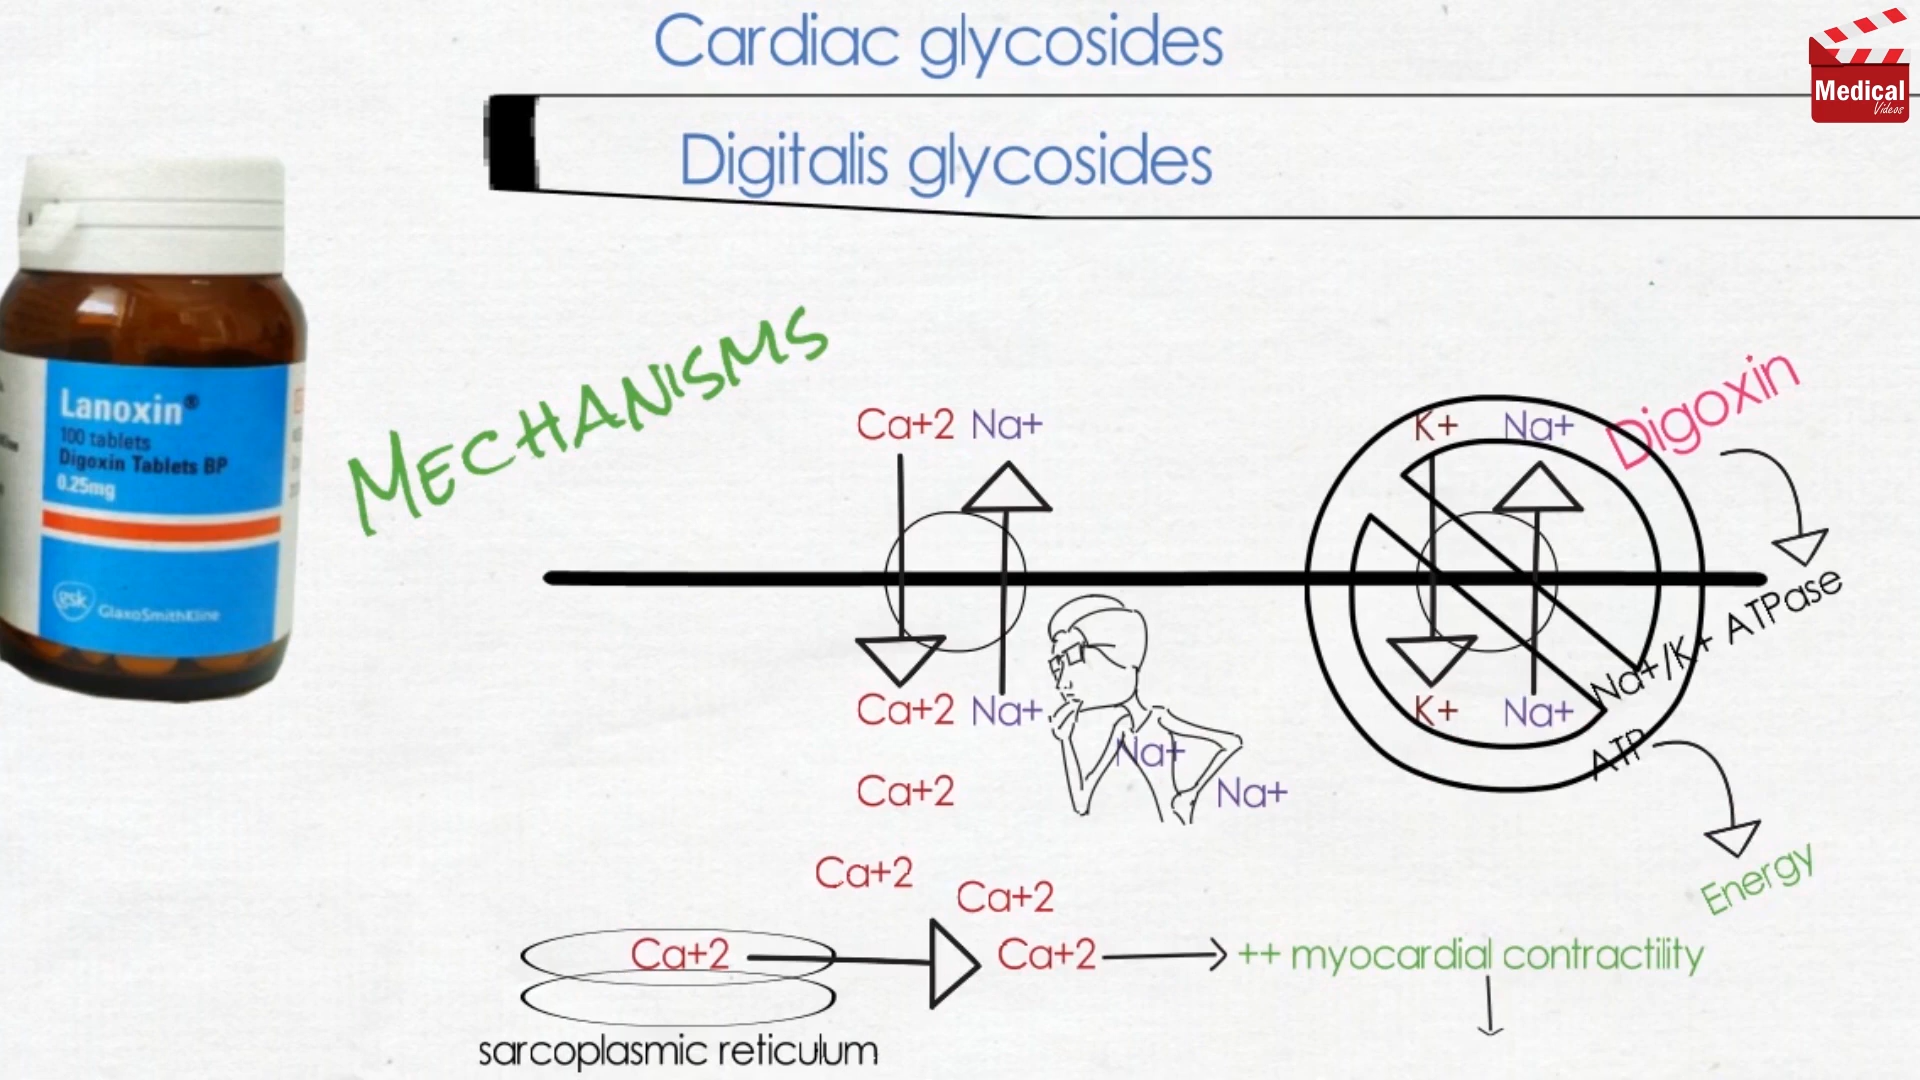 Cardiac glycosides
Medical
Videos
Digitalis glycosides
Lanoxin®
100 tablets
Digoxin Tablets BP
0.25mg
gsk GlaxoSmithKline
MECHANISMS
Ca+2 Na+
K+ Na+
Digoxin
Na+/K+ ATPase
Ca+2 Na+
K+ Na+
Na+
ATP
Ca+2
Na+
Energy
Ca+2
Ca+2
Ca+2
Ca+2
++ myocardial contractility
sarcoplasmic reticulum